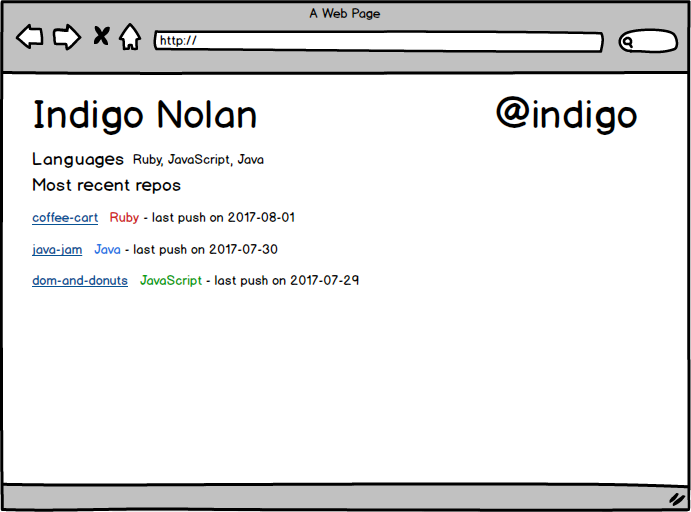 A Web Page
http://
Indigo Nolan @indigo
Languages Ruby, JavaScript, Java
Most recent repos
coffee-cart Ruby - last push on 2017-08-01
java-jam Java - last push on 2017-07-30
dom-and-donuts JavaScript - last push on 2017-07-29